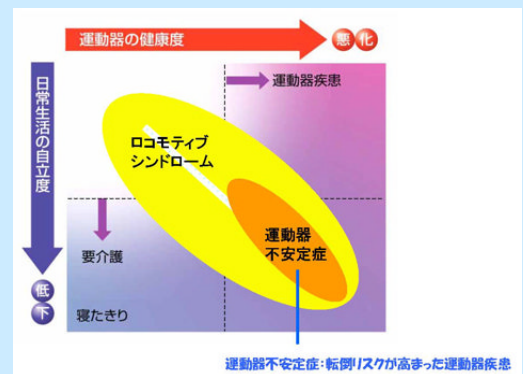 運動器の健康度
悪化
日常生活の自立度
低下
運動器疾患
ロコモティブ
シンドローム
運動器
不安定症
要介護
寝たきり
運動器不安定症:転倒リスクが高まった運動器疾患